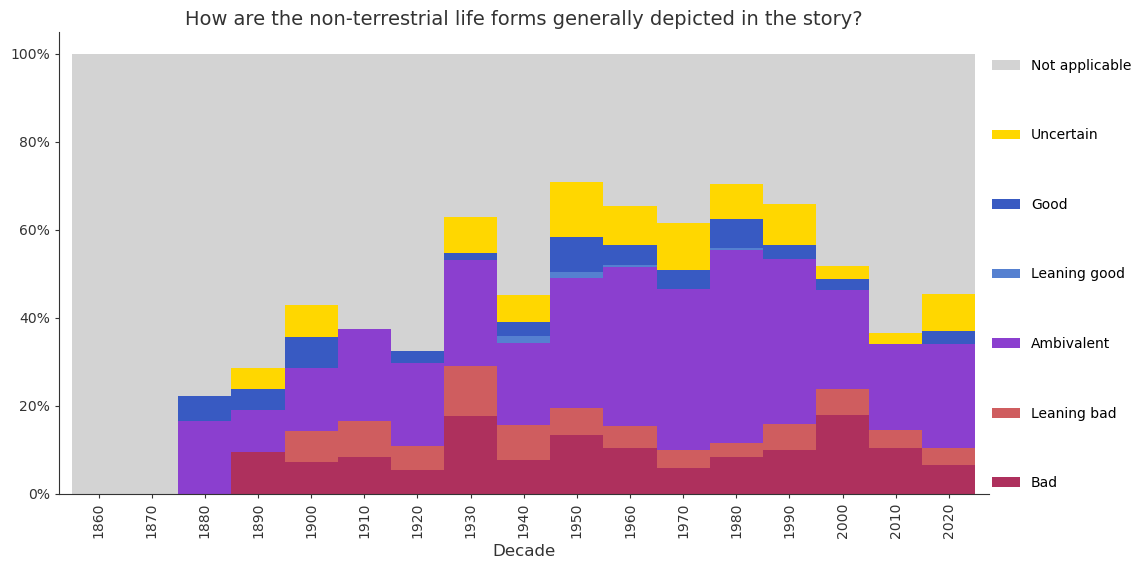 How are the non-terrestrial life forms generally depicted in the story?
100%
80%
60%
40%
20%
0%
Not applicable
Uncertain
Good
Leaning good
Ambivalent
Leaning bad
Bad
1860
1870
1880
1890
1900
1910
1920
1930
1940
1950
1960
1970
1980
1990
2000
2010
2020
Decade